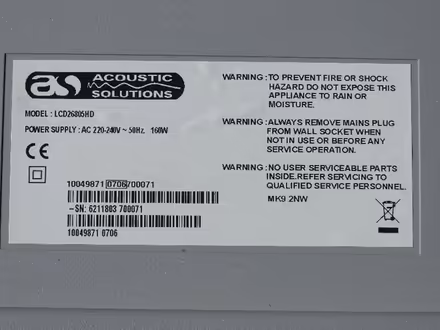 as ACOUSTIC
SOLUTIONS
MODEL : LCD26805HD
POWER SUPPLY : AC 220-240V ~ 50Hz. 160W
CE
10049871 0706/700071
-SN: 6211803 700071
10049871 0706
WARNING :TO PREVENT FIRE OR SHOCK
HAZARD DO NOT EXPOSE THIS
APPLIANCE TO RAIN OR
MOISTURE.
WARNING :ALWAYS REMOVE MAINS PLUG
FROM WALL SOCKET WHEN
NOT IN USE OR BEFORE ANY
SERVICE OPERATION.
WARNING :NO USER SERVICEABLE PARTS
INSIDE.REFER SERVICING TO
QUALIFIED SERVICE PERSONNEL.
MK9 2NW